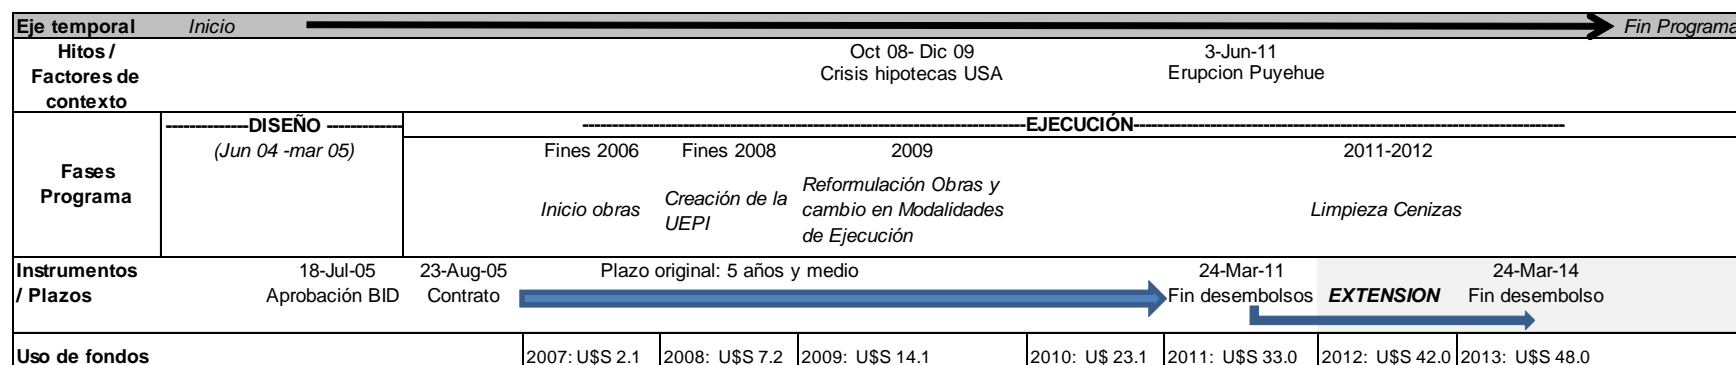 Eje temporal Inicio Fin Programa
Hitos / Factores de contexto
Oct 08- Dic 09
Crisis hipotecas USA
3-Jun-11
Erupcion Puyehue
Fases Programa
--------------DISEÑO -------------
(Jun 04 -mar 05)
EJECUCIÓN
Fines 2006
Inicio obras
Fines 2008
Creación de la
UEPI
2009
Reformulación Obras y
cambio en Modalidades
de Ejecución
2011-2012
Limpieza Cenizas
Instrumentos
/ Plazos
18-Jul-05
Aprobación BID
23-Aug-05
Contrato
Plazo original: 5 años y medio
24-Mar-11
Fin desembolsos
EXTENSION
24-Mar-14
Fin desembolso
Uso de fondos
2007: U$S 2.1
2008: U$S 7.2
2009: U$S 14.1
2010: U$ 23.1
2011: U$S 33.0
2012: U$S 42.0
2013: U$S 48.0